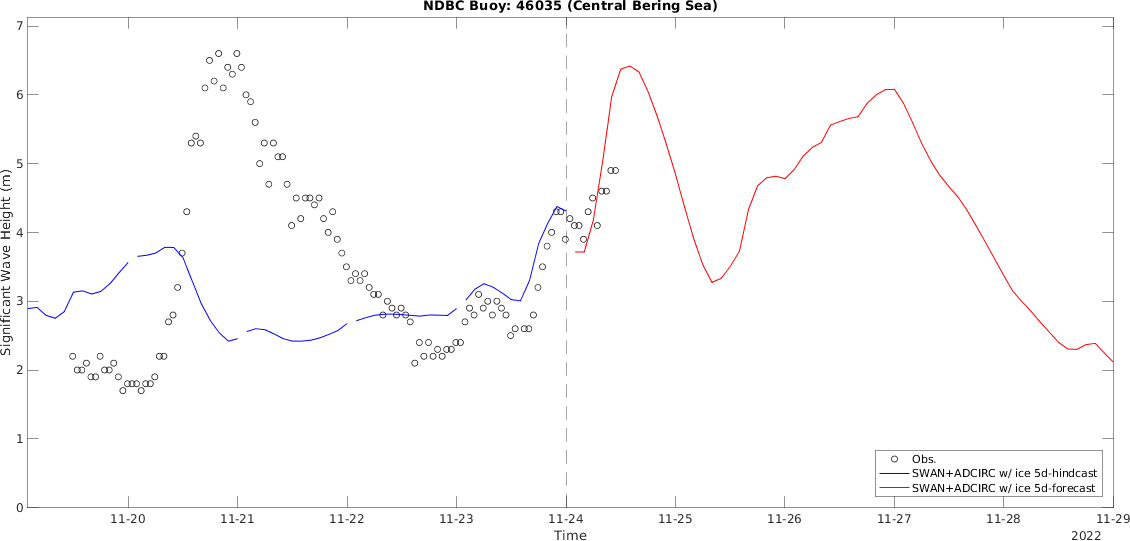 NDBC Buoy: 46035 (Central Bering Sea)
Significant Wave Height (m)
7
6
5
4
3
2
1
0
Obs.
SWAN+ADCIRC w/ ice 5d-hindcast
SWAN+ADCIRC w/ ice 5d-forecast
11-20 11-21 11-22 11-23 11-24 11-25 11-26 11-27 11-28 11-29
Time
2022